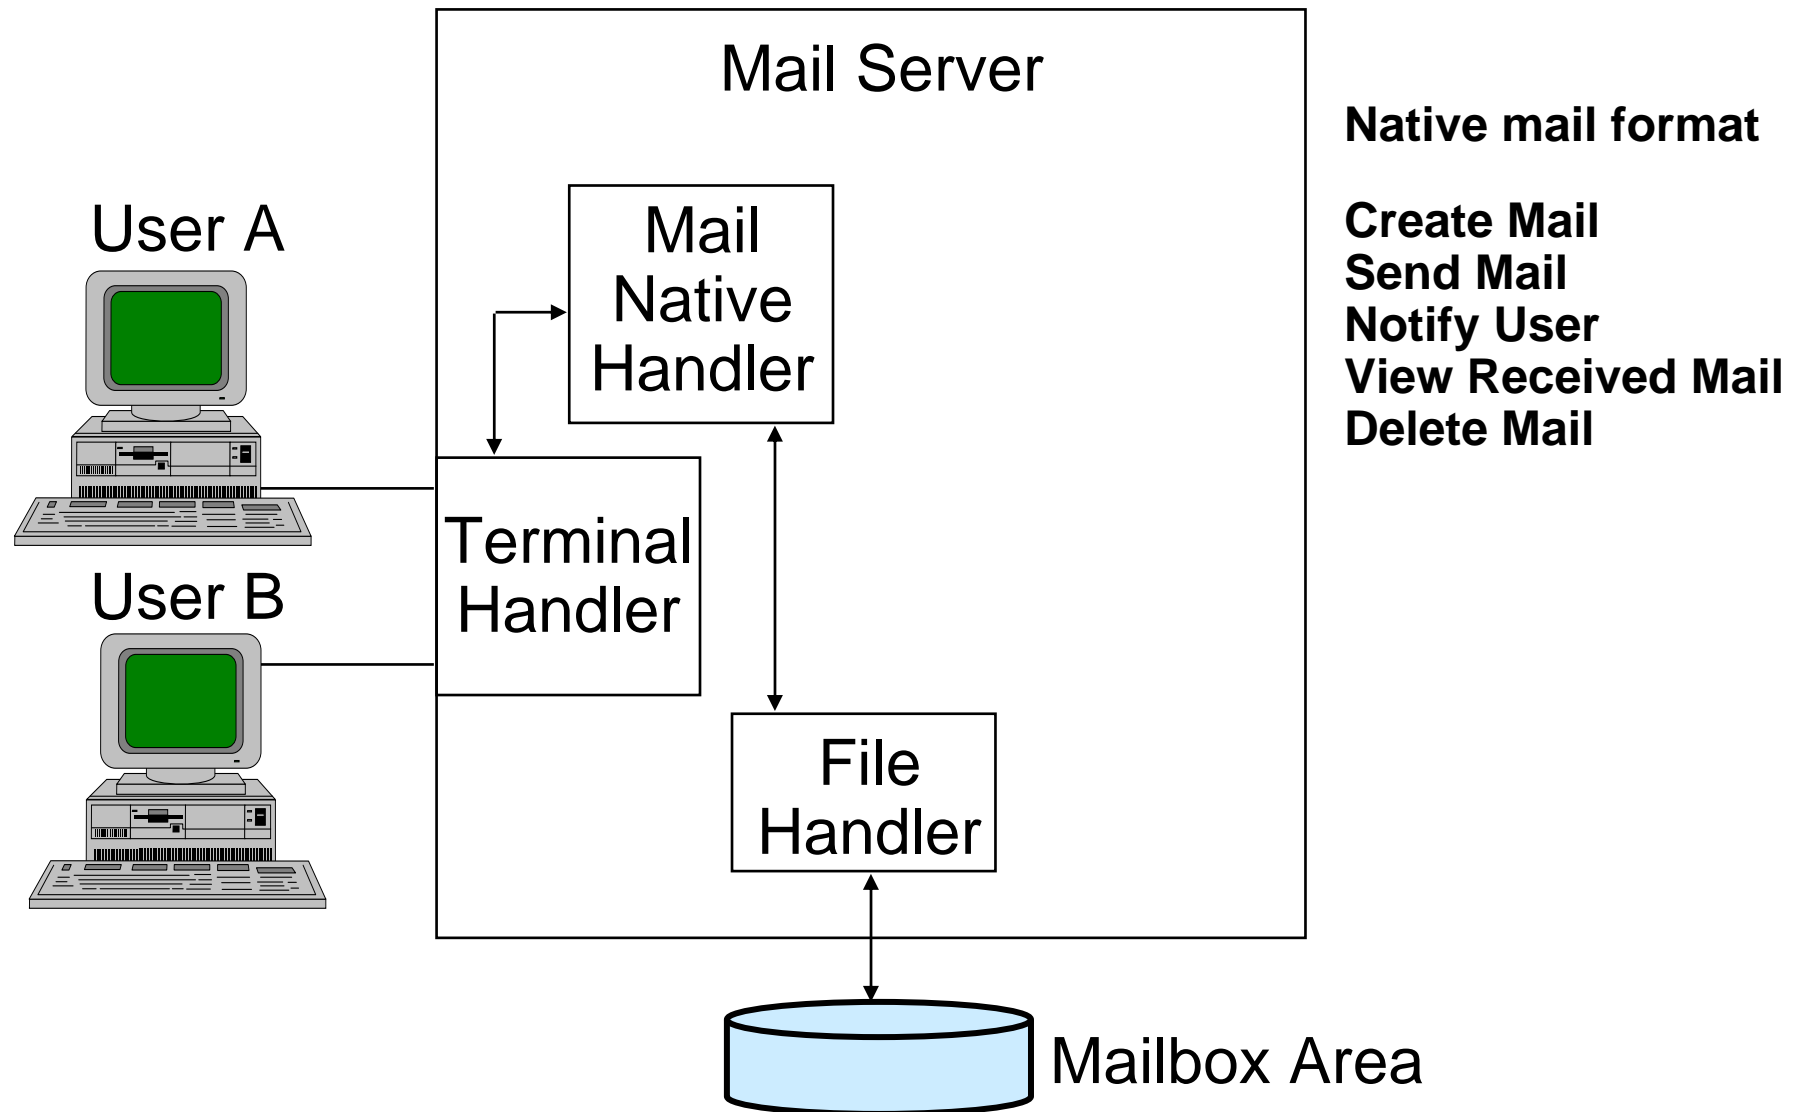 Mail Server
Native mail format
User A
Mail
Native
Handler
Create Mail
Send Mail
Notify User
View Received Mail
Delete Mail
Terminal
Handler
User B
File
Handler
Mailbox Area